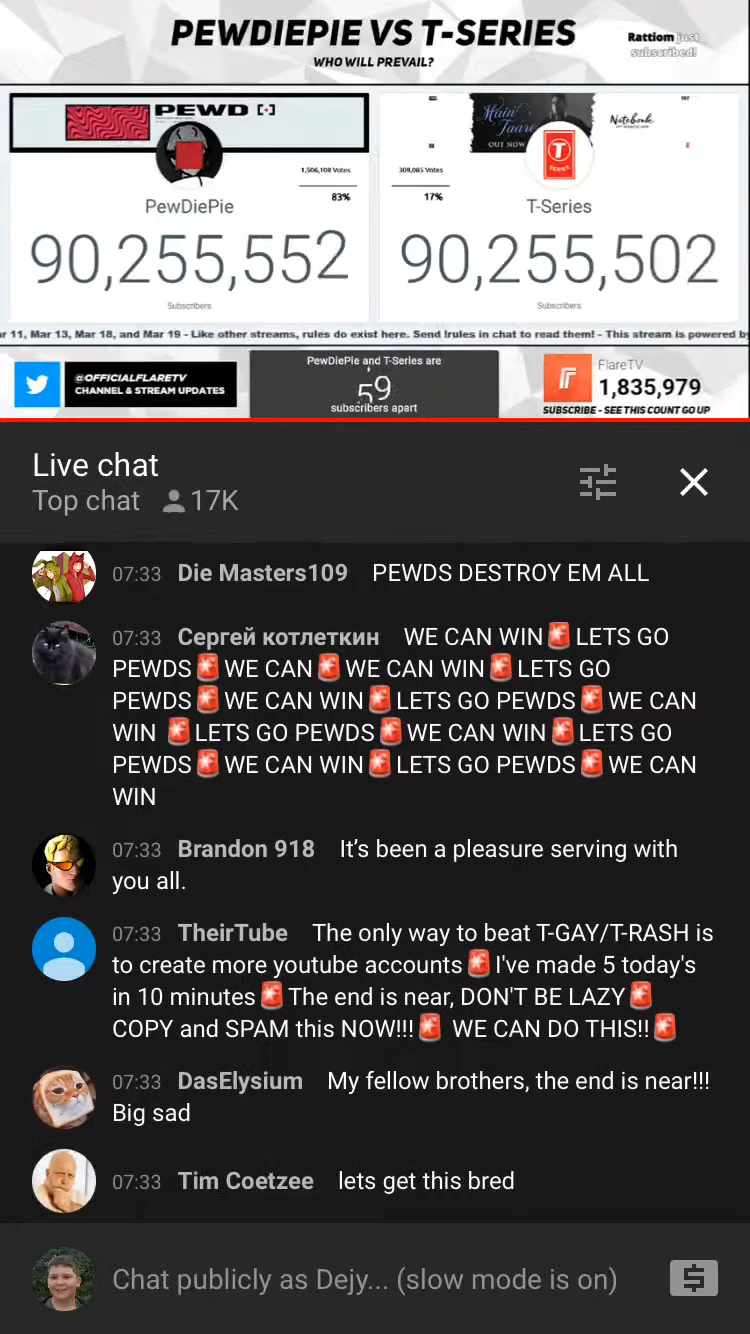 PEWDIEPIE VS T-SERIES
WHO WILL PREVAIL?
Rattiom just
subscribed!
PEWD
1,506,108 Votes
83%
PewDiePie
90,255,552
Subscribers
Main
OUT NOW
Notebook
309,085 Votes
17%
T
SERIES
T-Series
90,255,502
Subscribers
r 11, Mar 13, Mar 18, and Mar 19 - Like other streams, rules do exist here. Send !rules in chat to read them! - This stream is powered by
@OFFICIALFLARETV
CHANNEL & STREAM UPDATES
PewDiePie and T-Series are
59
subscribers apart
FlareTV
1,835,979
SUBSCRIBE - SEE THIS COUNT GO UP
Live chat
Top chat 17K
07:33 Die Masters109 PEWDS DESTROY EM ALL
07:33 Сергей котлеткин WE CAN WIN🚨LETS GO
PEWDS🚨WE CAN🚨WE CAN WIN🚨LETS GO
PEWDS🚨WE CAN WIN🚨LETS GO PEWDS🚨WE CAN
WIN 🚨LETS GO PEWDS🚨WE CAN WIN🚨LETS GO
PEWDS🚨WE CAN WIN🚨LETS GO PEWDS🚨WE CAN
WIN
07:33 Brandon 918 It’s been a pleasure serving with
you all.
07:33 TheirTube The only way to beat T-GAY/T-RASH is
to create more youtube accounts🚨I've made 5 today's
in 10 minutes🚨The end is near, DON'T BE LAZY🚨
COPY and SPAM this NOW!!!🚨 WE CAN DO THIS!!🚨
07:33 DasElysium My fellow brothers, the end is near!!!
Big sad
07:33 Tim Coetzee lets get this bred
Chat publicly as Dejy... (slow mode is on)